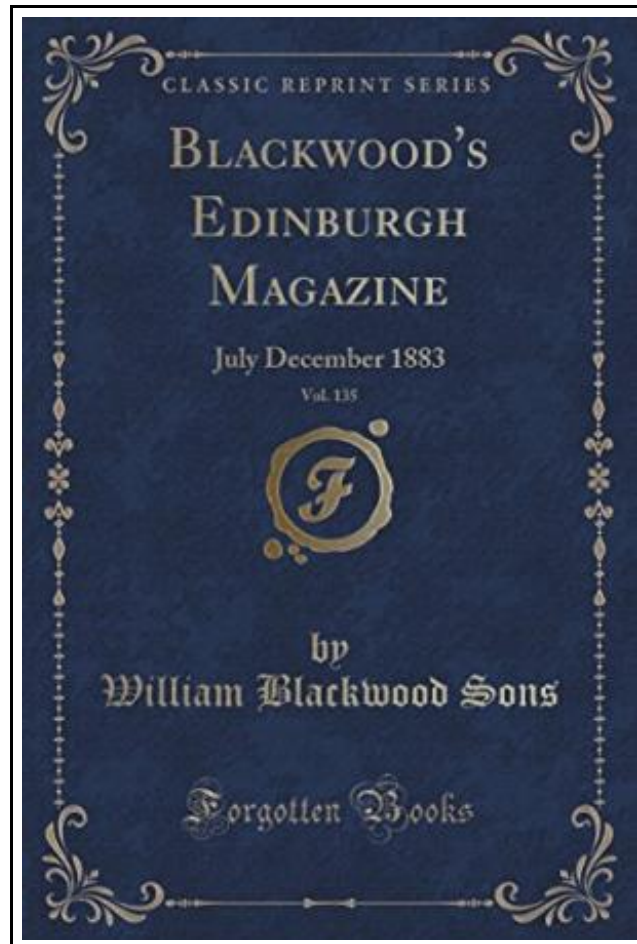 CLASSIC REPRINT SERIES
BLACKWOOD'S
EDINBURGH
MAGAZINE
July December 1883
Vol. 135
F
by
William Blackwood Sons
Forgotten Books